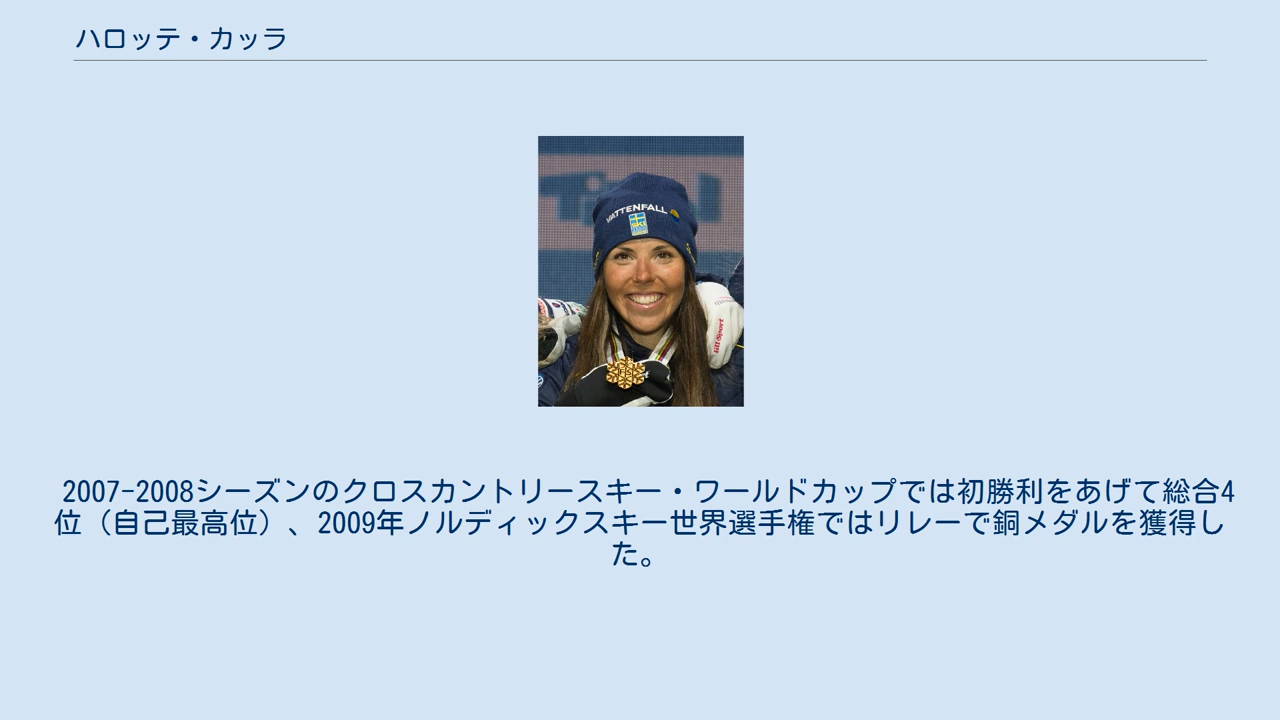 ハロッテ・カッラ
VATTENFALL
2007-2008シーズンのクロスカントリースキー・ワールドカップでは初勝利をあげて総合4
位（自己最高位）、2009年ノルディックスキー世界選手権ではリレーで銅メダルを獲得し
た。